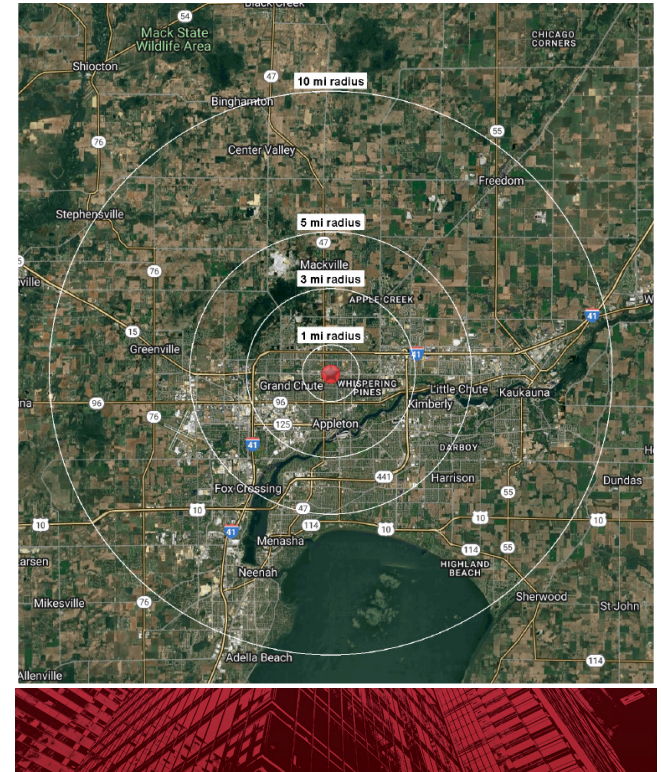 Black Creek
54
CHICAGO
CORNERS
Mack State
Wildlife Area
Shiocton
47
10 mi radius
Binghamton
55
76
Center Valley
Freedom
Stephensville
5 mi radius
47
Mackville
76
3 mi radius
ville
APPLE CREEK
41
15
1 mi radius
Greenville
41
Grand Chute
WHISPERING
PINES
Little Chute
Kaukauna
96
96
Kimberly
76
125
Appleton
41
DARBOY
Harrison
441
Dundas
Fox Crossing
55
10
10
47
10
10
41
114
10
Menasha
114
55
Neenah
HIGHLAND
BEACH
Larsen
Sherwood
Mikesville
76
St John
Adella Beach
114
Allenville